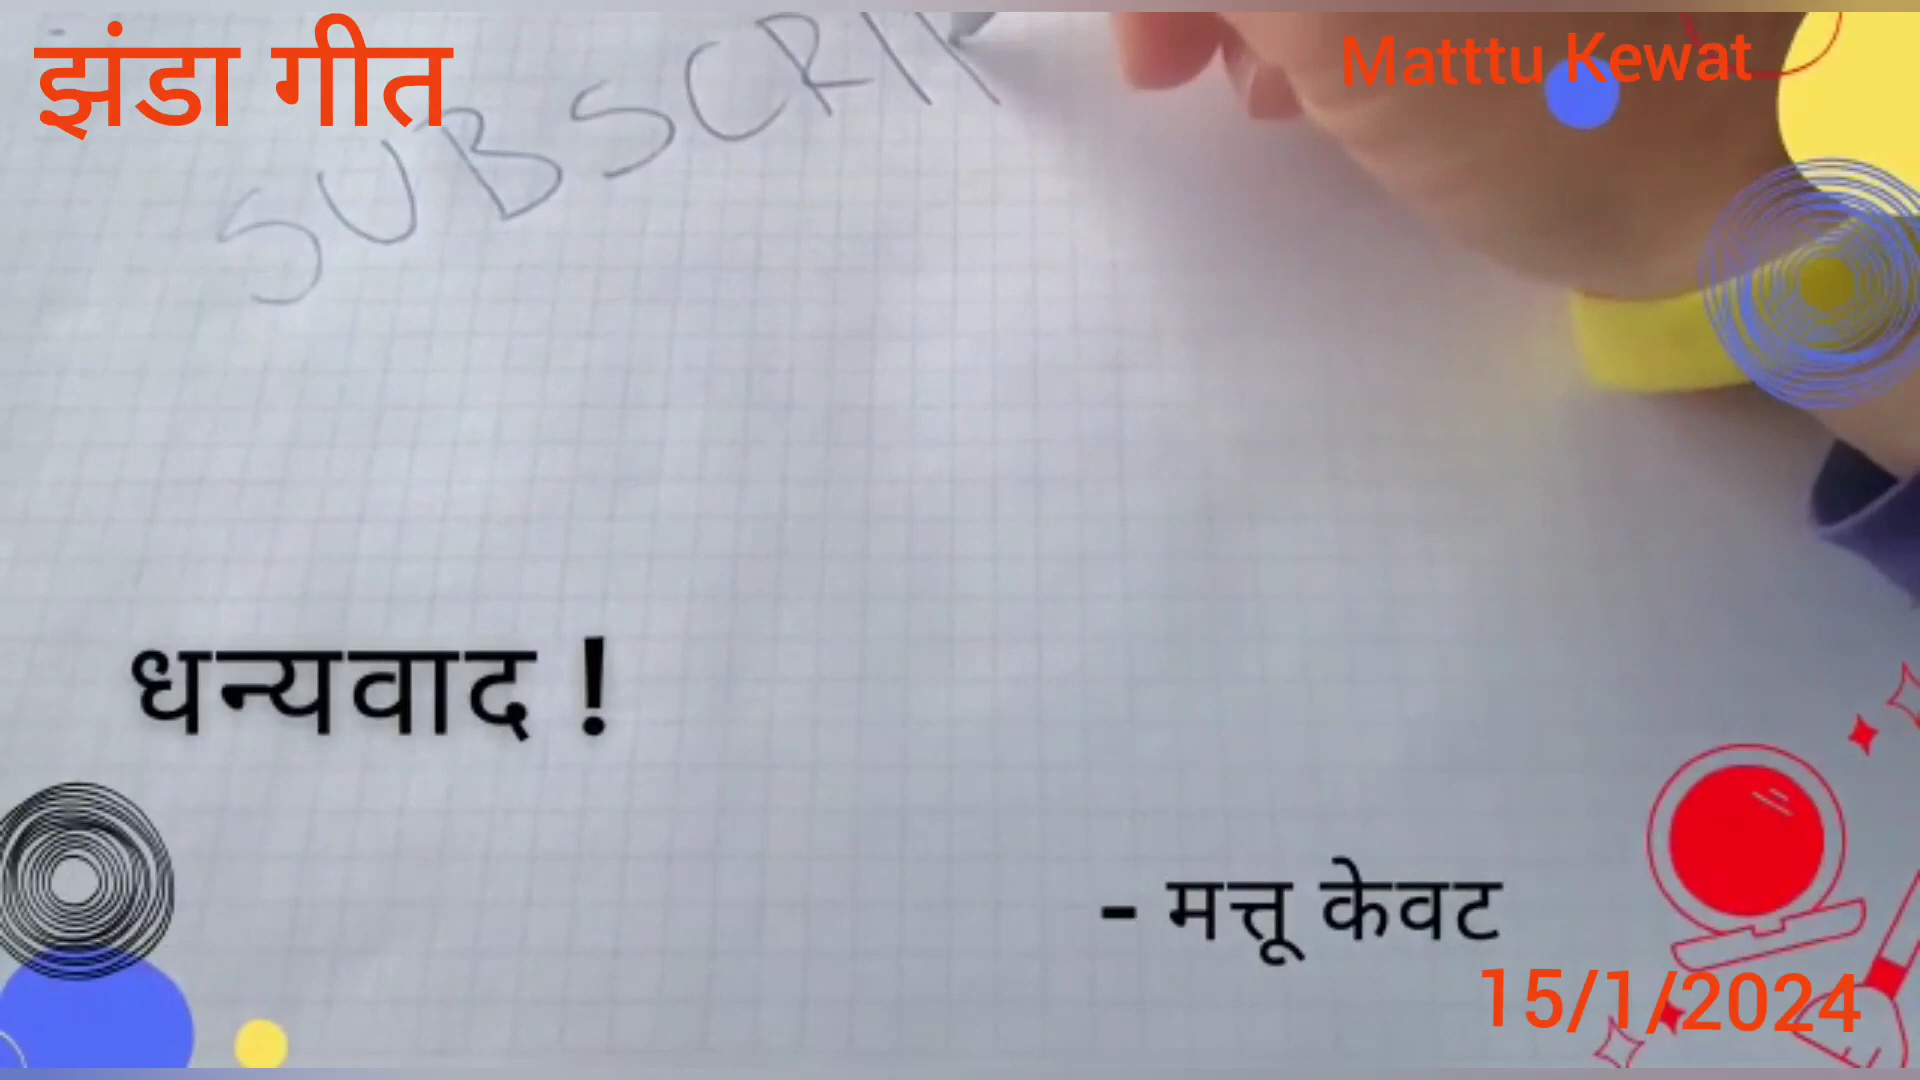 झंडा गीत
Matttu Kewat
SUBSCRI
धन्यवाद !
- मत्तू केवट
15/1/2024